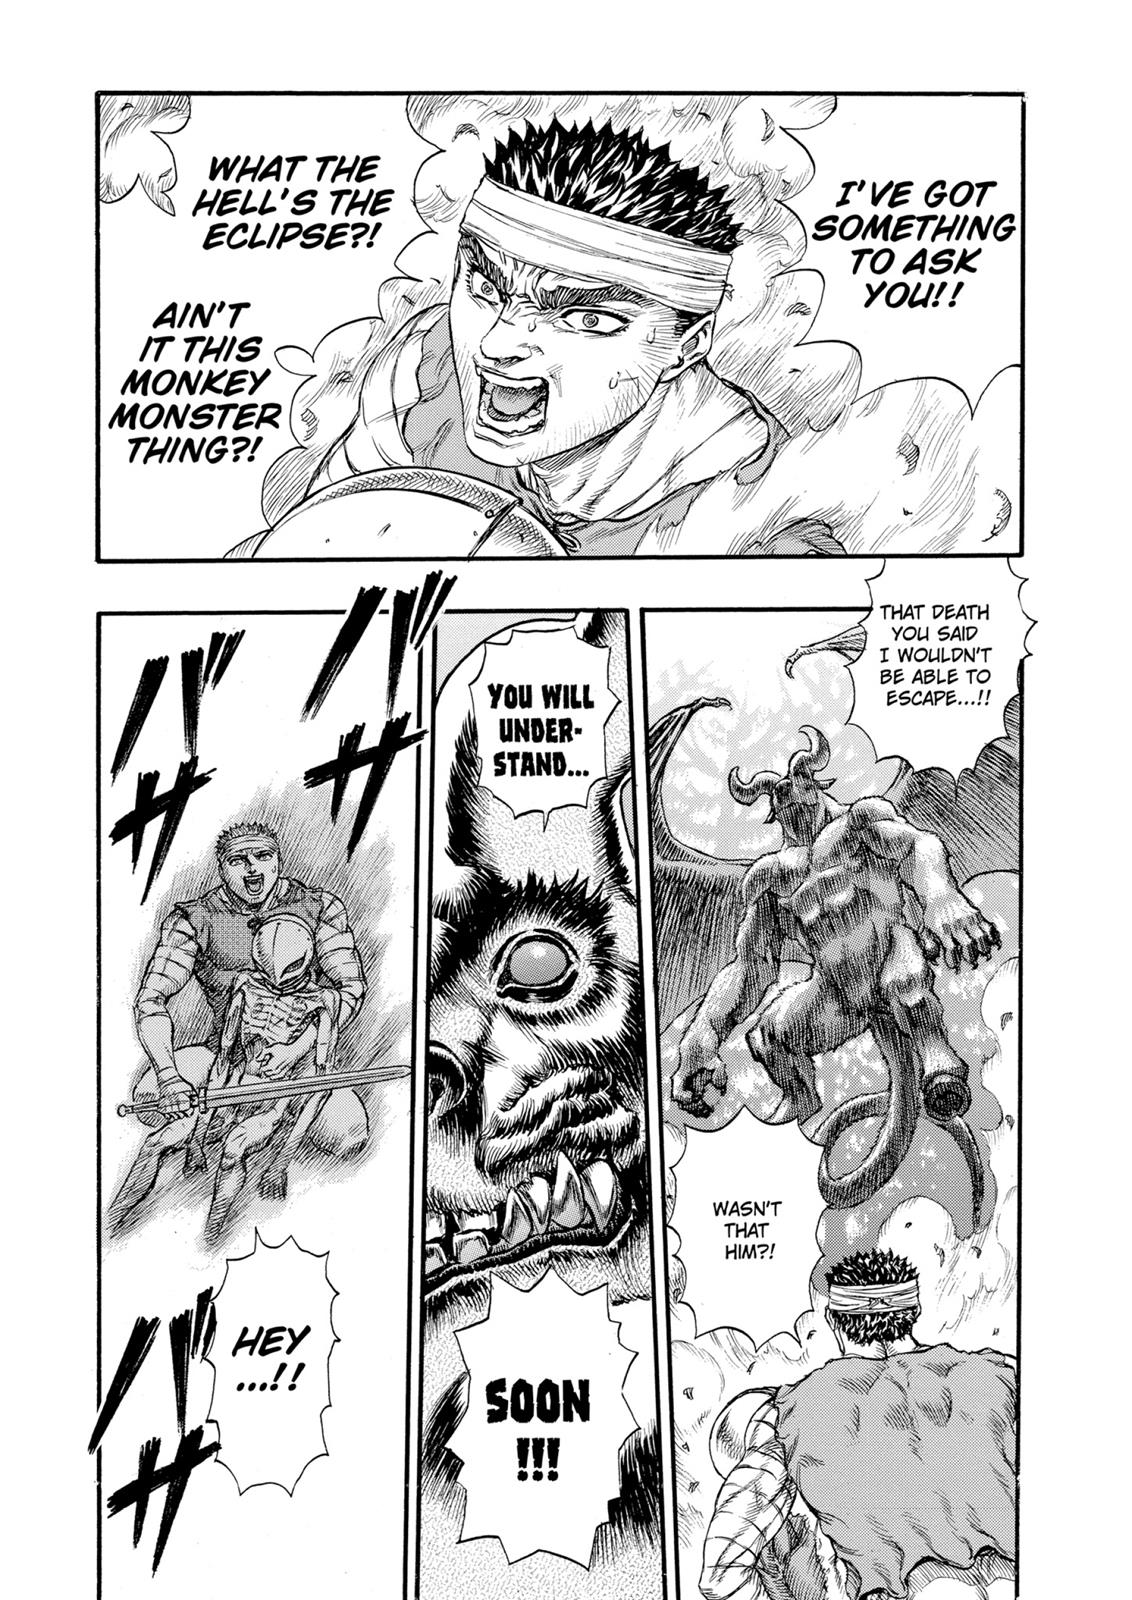 I'VE GOT
SOMETHING
TO ASK
YOU!!
WHAT THE
HELL'S THE
ECLIPSE?!
AIN'T
IT THIS
MONKEY
MONSTER
THING?!
THAT DEATH
YOU SAID
I WOULDN'T
BE ABLE TO
ESCAPE...!!
WASN'T
THAT
HIM?!
YOU WILL
UNDER-
STAND...
SOON
!!!
HEY
...!!